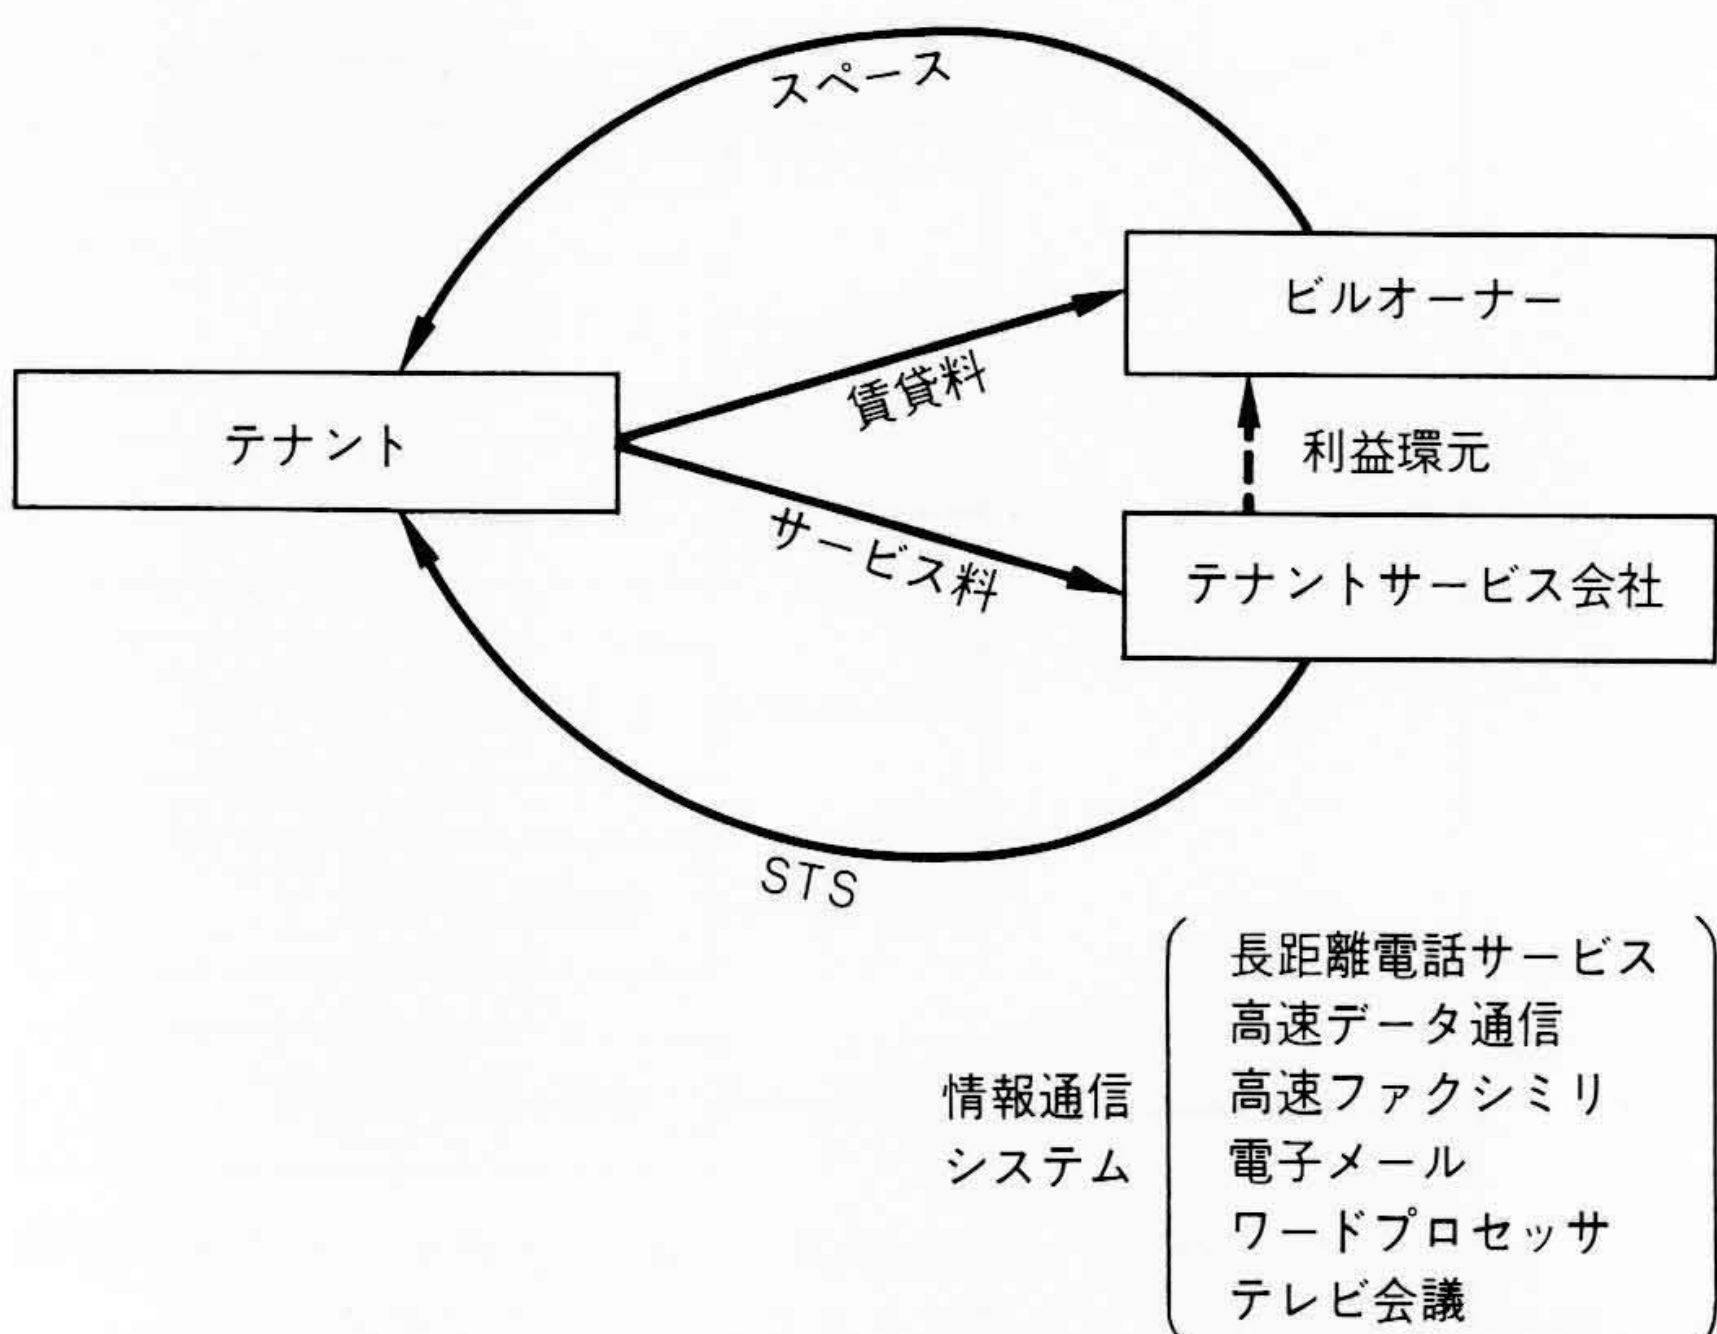 スペース
ビルオーナー
賃貸料
テナント
利益環元
サービス料
テナントサービス会社
STS
長距離電話サービス
高速データ通信
情報通信
システム
高速ファクシミリ
電子メール
ワードプロセッサ
テレビ会議